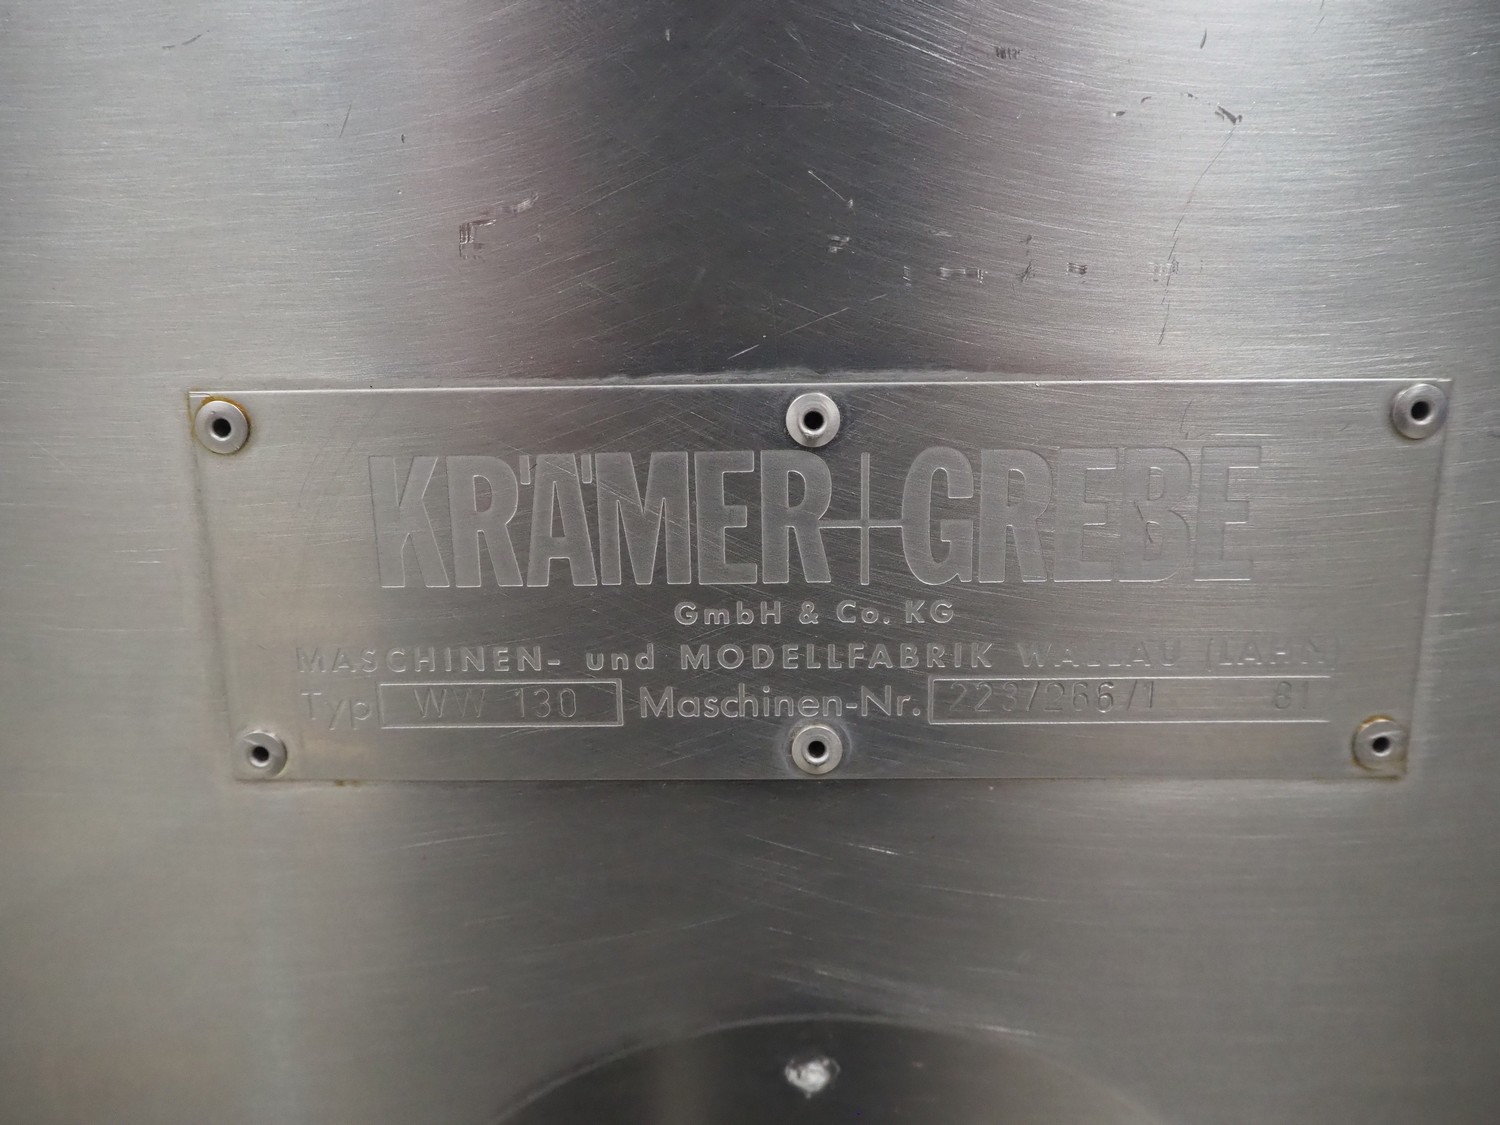 KRÄMER+GREBE
GmbH & Co. KG
MASCHINEN- und MODELLFABRIK WALLAU (LAHN)
Typ WW 130 Maschinen-Nr. 223/266/1 81